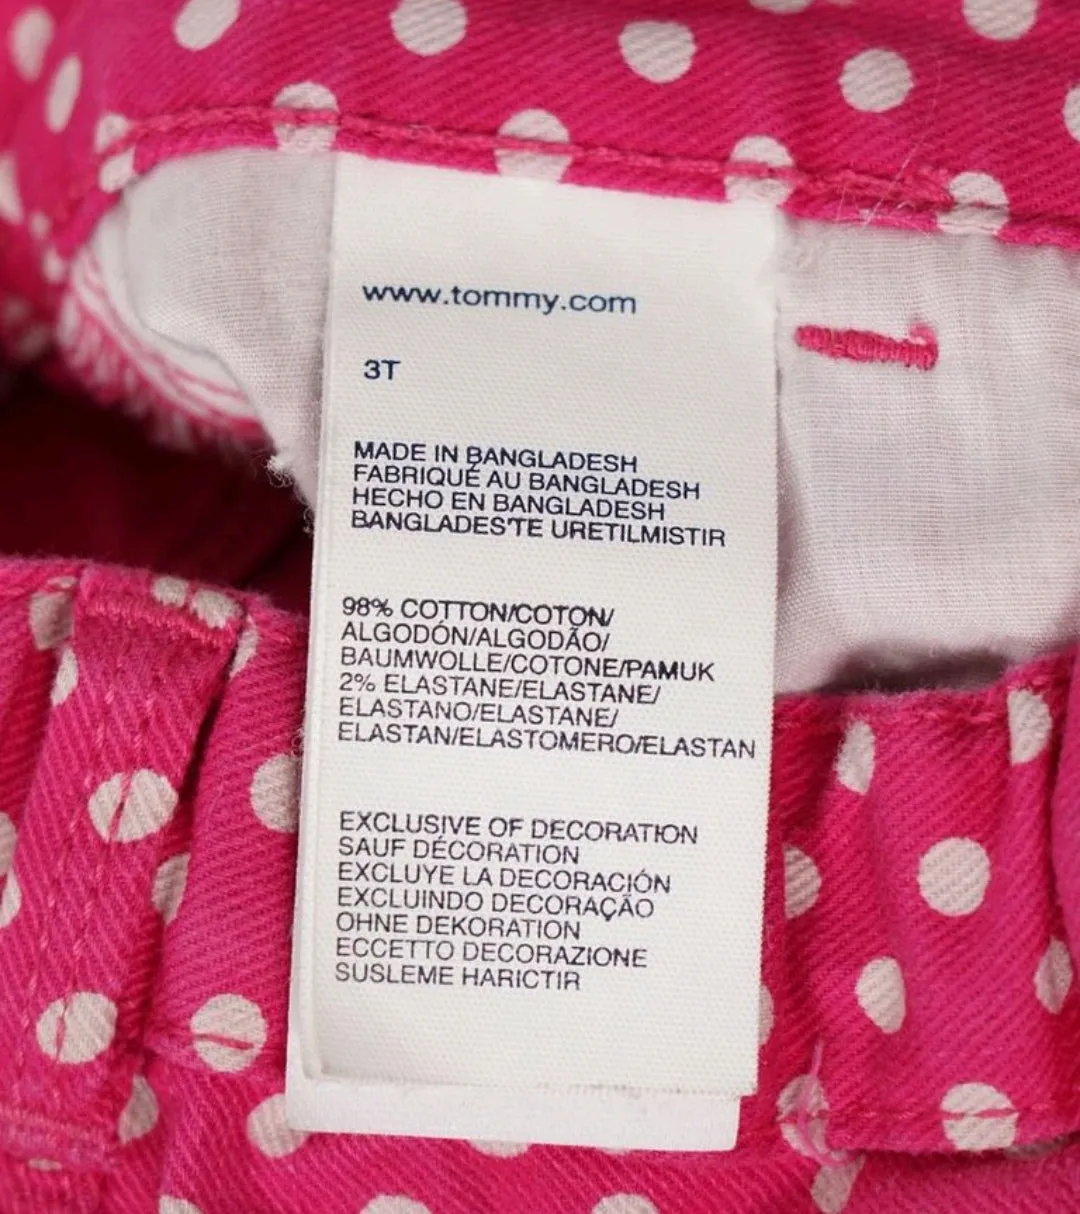 www.tommy.com
3T
MADE IN BANGLADESH
FABRIQUÉ AU BANGLADESH
HECHO EN BANGLADESH
BANGLADES'TE URETILMISTIR
98% COTTON/COTON/
ALGODÓN/ALGODÃO/
BAUMWOLLE/COTONE/PAMUK
2% ELASTANE/ELASTANE/
ELASTANO/ELASTANE/
ELASTAN/ELASTOMERO/ELASTAN
EXCLUSIVE OF DECORATION
SAUF DÉCORATION
EXCLUYE LA DECORACIÓN
EXCLUINDO DECORAÇÃO
OHNE DEKORATION
ECCETTO DECORAZIONE
SUSLEME HARICTIR